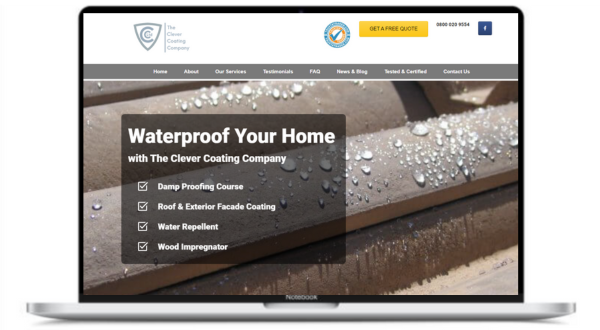 The
Clever
Coating
Company
GET A FREE QUOTE
0800 020 9554
f
Home About Our Services Testimonials FAQ News & Blog Tested & Certified Contact Us
Waterproof Your Home
with The Clever Coating Company
Damp Proofing Course
Roof & Exterior Facade Coating
Water Repellent
Wood Impregnator